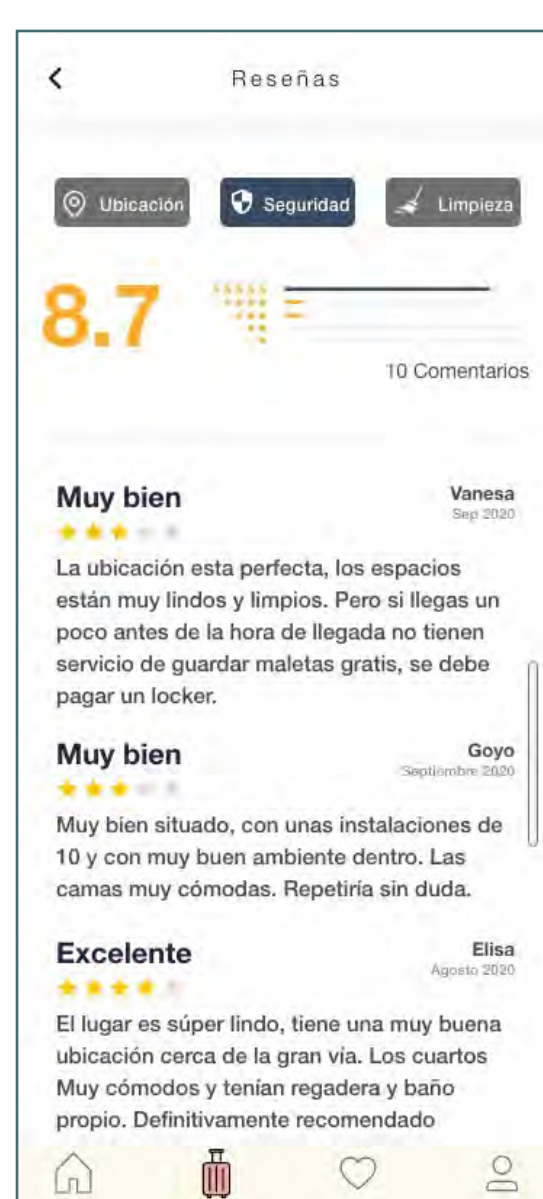 Reseñas
Ubicación
Seguridad
Limpieza
8.7
10 Comentarios
Muy bien
Vanesa
Sep 2020
La ubicación esta perfecta, los espacios
están muy lindos y limpios. Pero si llegas un
poco antes de la hora de llegada no tienen
servicio de guardar maletas gratis, se debe
pagar un locker.
Muy bien
Goyo
Septiembre 2020
Muy bien situado, con unas instalaciones de
10 y con muy buen ambiente dentro. Las
camas muy cómodas. Repetiría sin duda.
Excelente
Elisa
Agosto 2020
El lugar es súper lindo, tiene una muy buena
ubicación cerca de la gran vía. Los cuartos
Muy cómodos y tenían regadera y baño
propio. Definitivamente recomendado